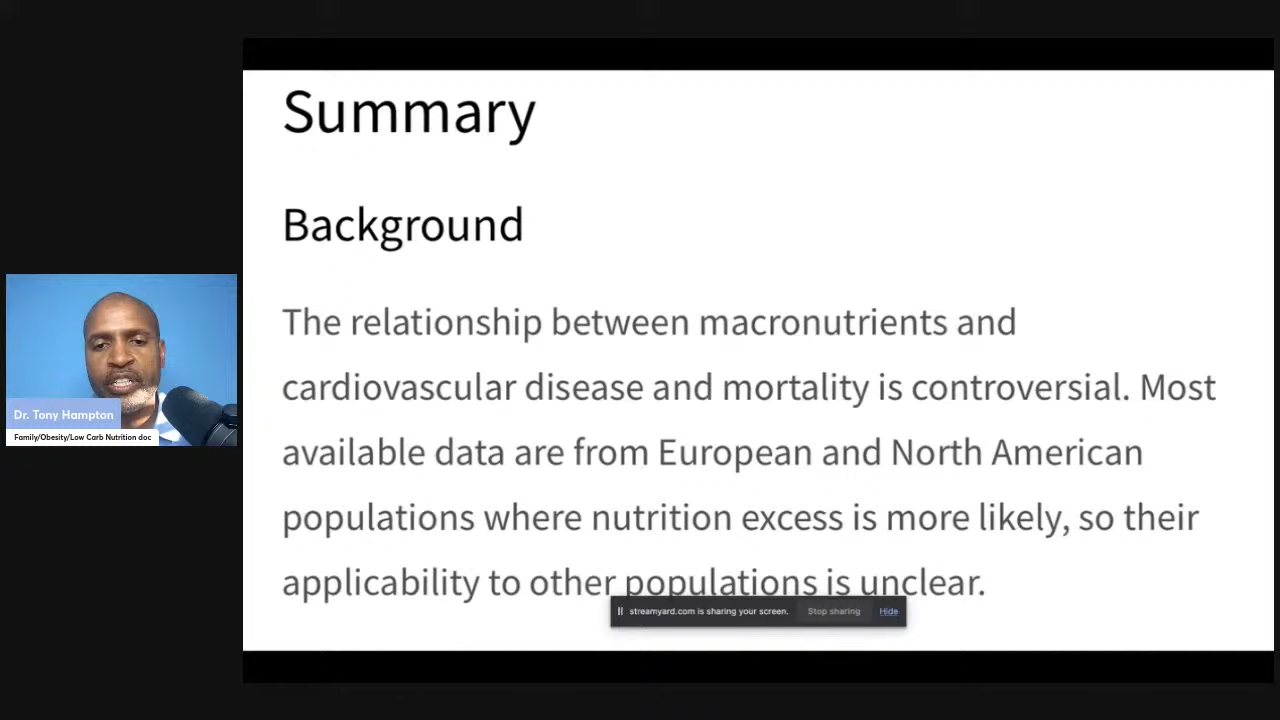 Summary
Background
The relationship between macronutrients and
cardiovascular disease and mortality is controversial. Most
available data are from European and North American
populations where nutrition excess is more likely, so their
applicability to other populations is unclear.
streamyard.com is sharing your screen. Stop sharing Hide
Dr. Tony Hampton
Family/Obesity/Low Carb Nutrition doc